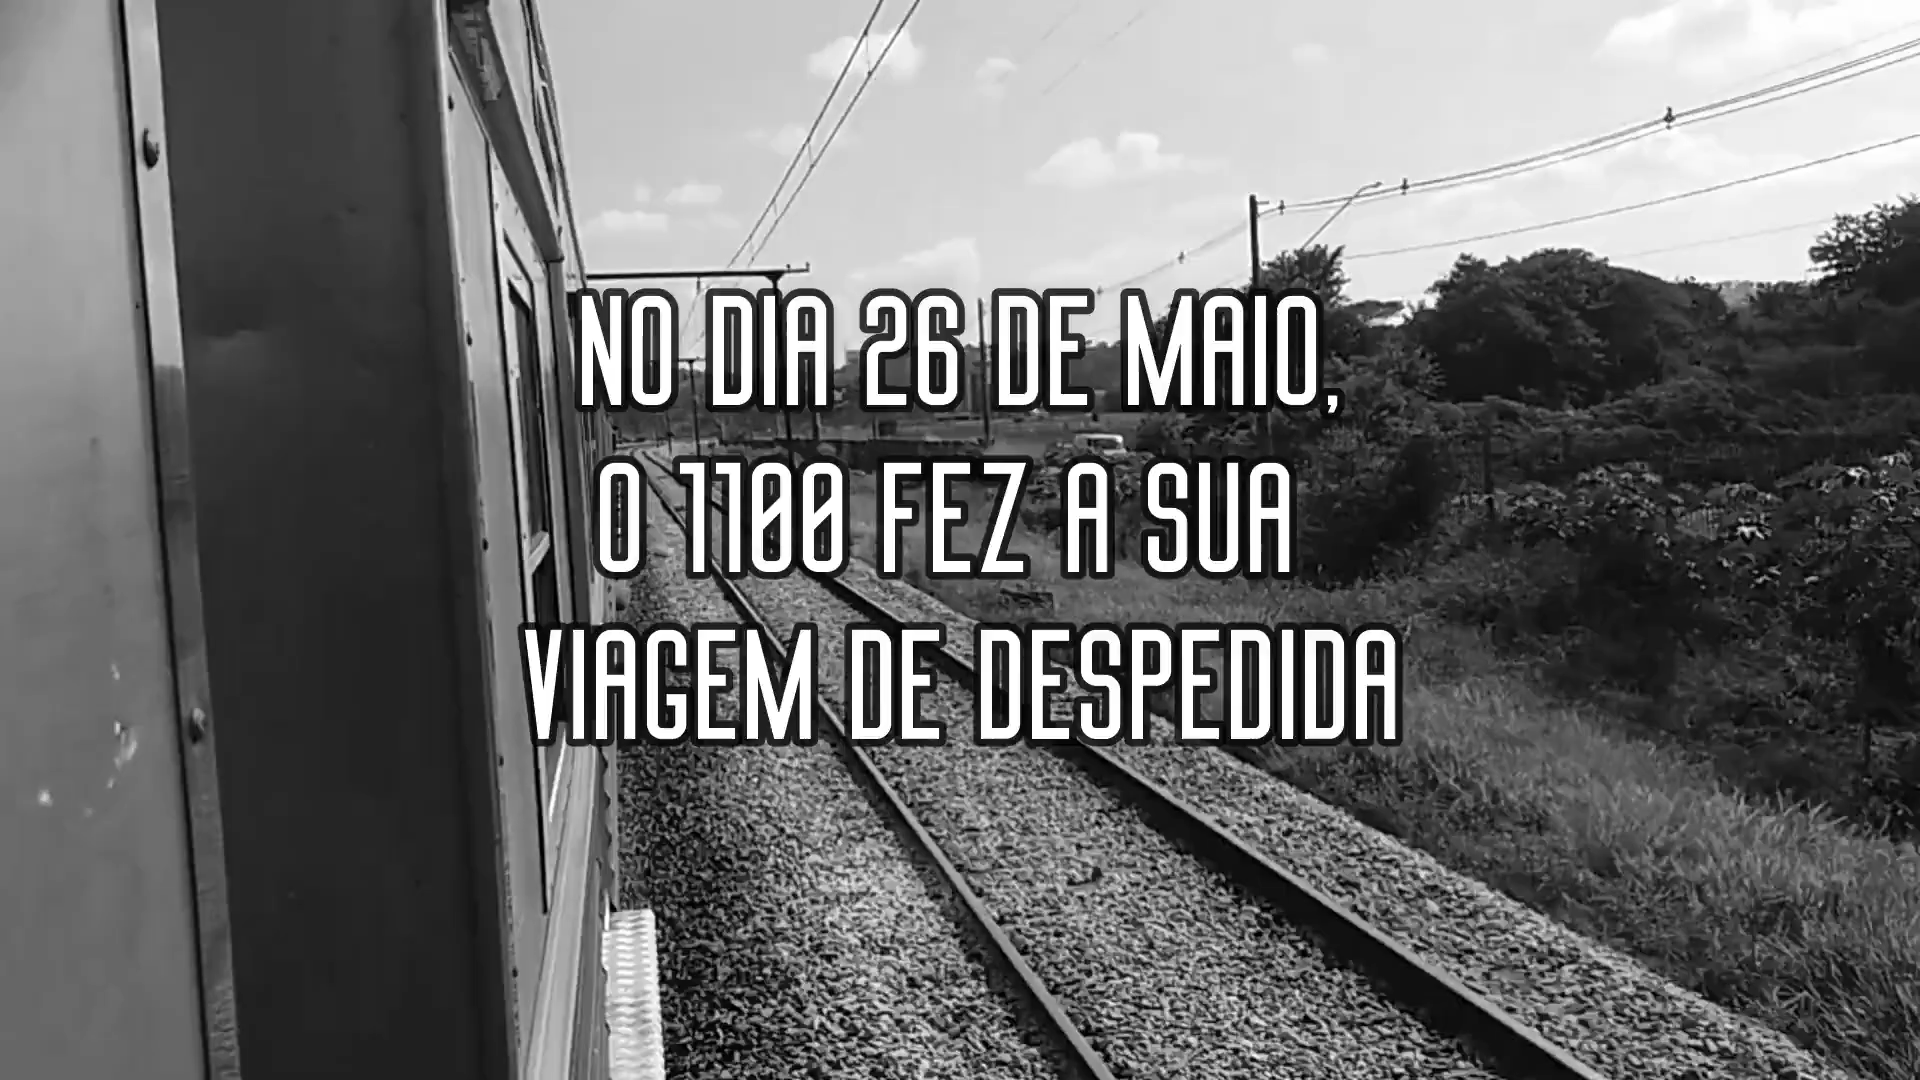 NO DIA 26 DE MAIO,
O 1100 FEZ A SUA
VIAGEM DE DESPEDIDA